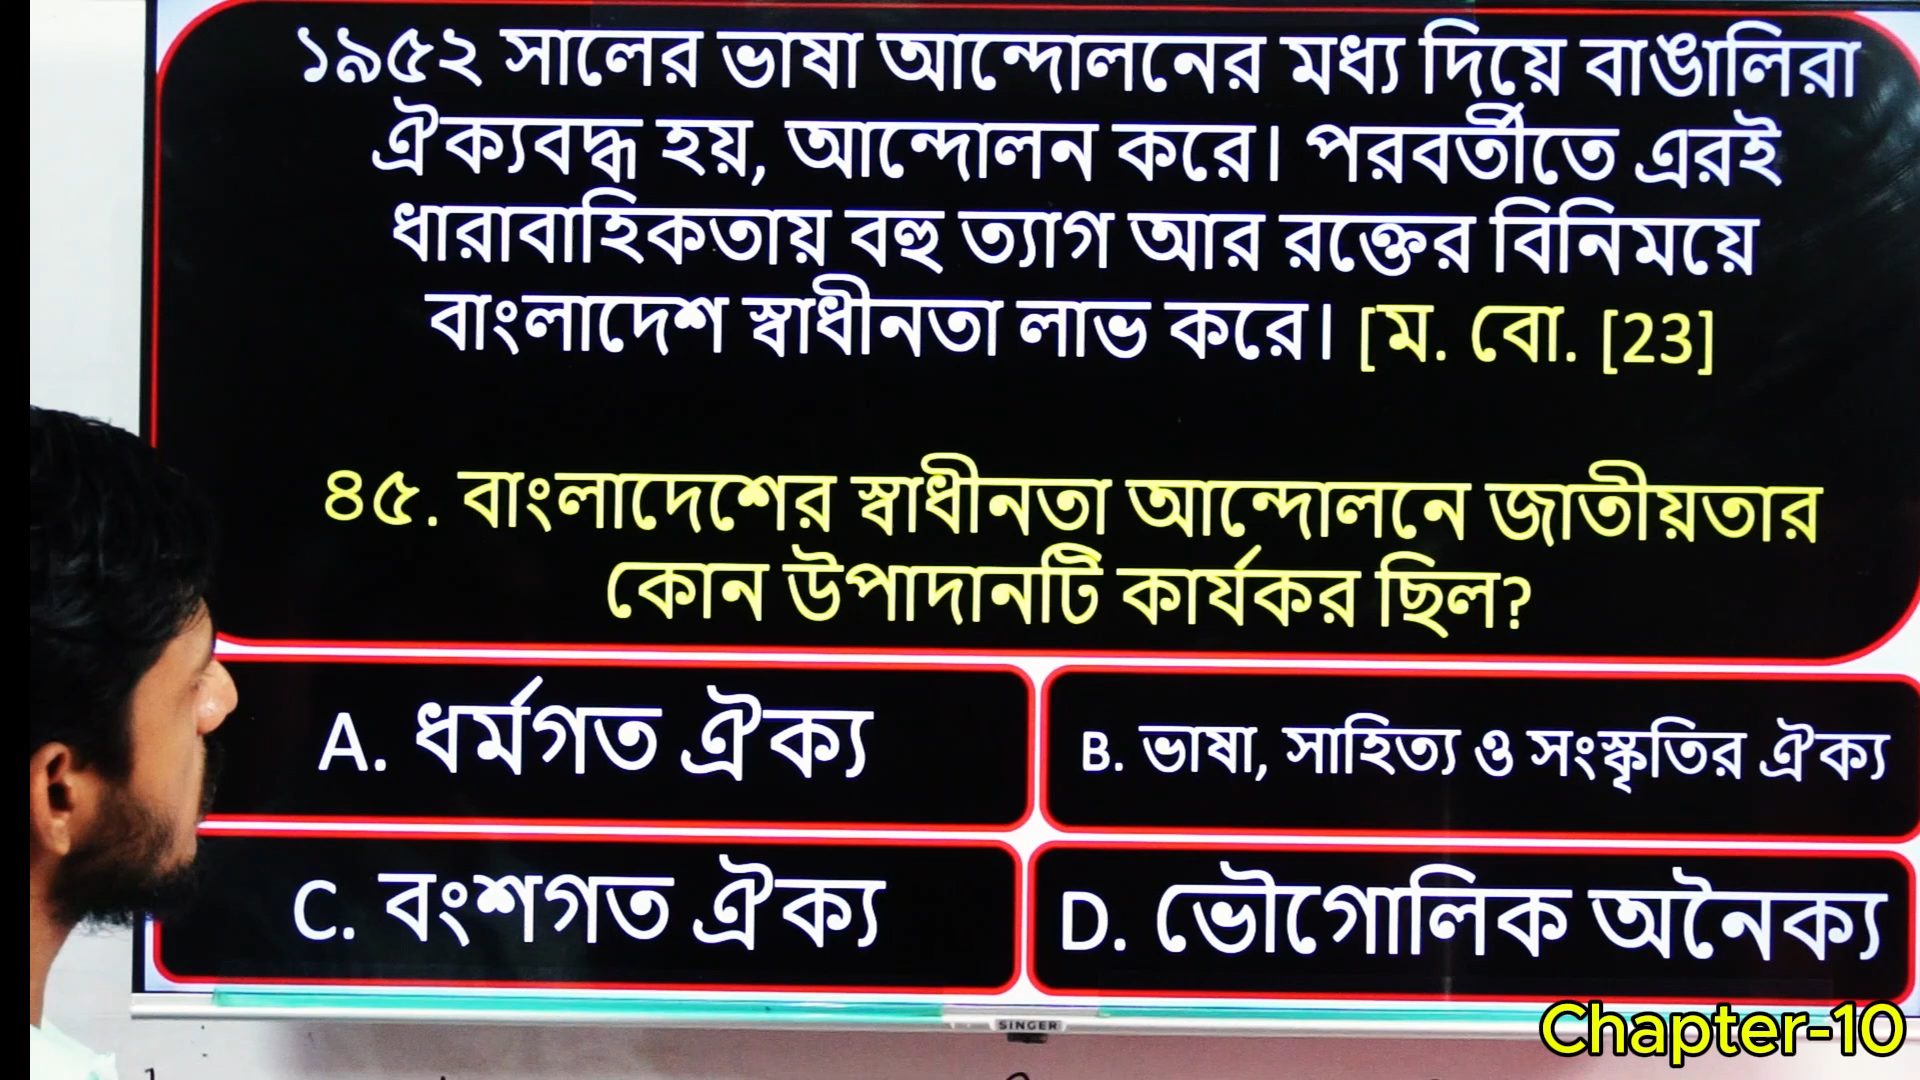 ১৯৫২ সালের ভাষা আন্দোলনের মধ্য দিয়ে বাঙালিরা
ঐক্যবদ্ধ হয়, আন্দোলন করে। পরবর্তীতে এরই
ধারাবাহিকতায় বহু ত্যাগ আর রক্তের বিনিময়ে
বাংলাদেশ স্বাধীনতা লাভ করে। [ম. বো. [23]
৪৫. বাংলাদেশের স্বাধীনতা আন্দোলনে জাতীয়তার
কোন উপাদানটি কার্যকর ছিল?
A. ধর্মগত ঐক্য
B. ভাষা, সাহিত্য ও সংস্কৃতির ঐক্য
C. বংশগত ঐক্য
D. ভৌগোলিক অনৈক্য
SINGER
Chapter-10